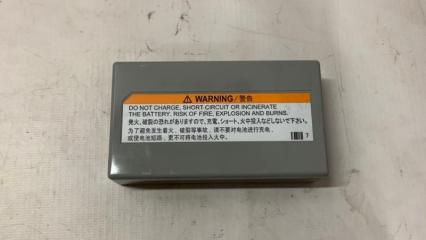 ⚠ WARNING/警告
DO NOT CHARGE, SHORT CIRCUIT OR INCINERATE
THE BATTERY, RISK OF FIRE, EXPLOSION AND BURNS.
発火、破裂の恐れがありますので、充電、ショート、火中投入などしないで下さい。
为了避免发生着火、破裂等事故，请不要对电池进行充电，
或使电池短路，更不可将电池投入火中。
7